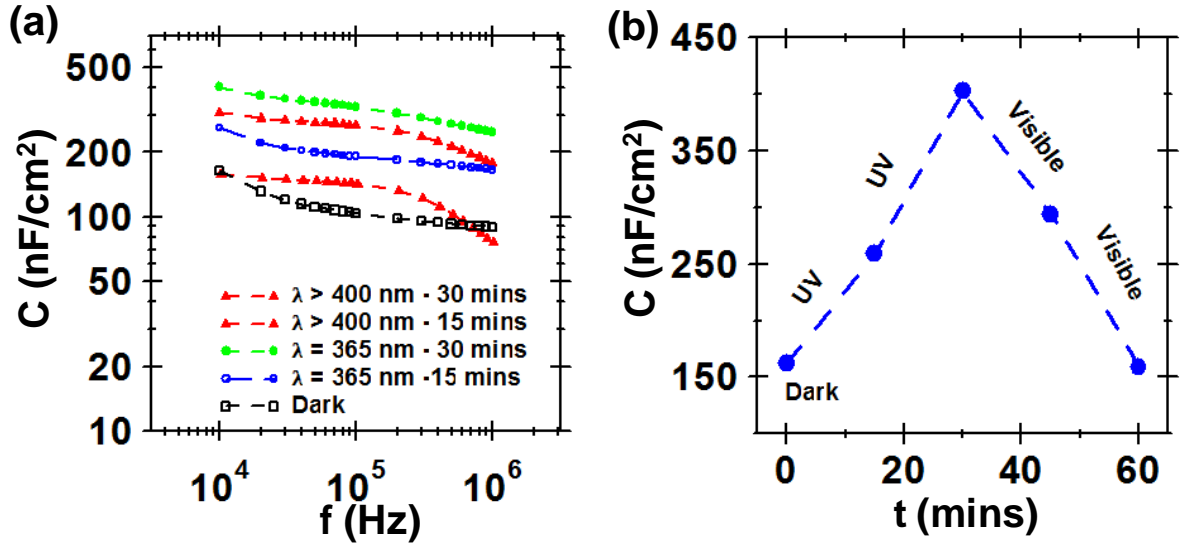 (a)
500
200
100
50
20
10
C (nF/cm²)
λ > 400 nm - 30 mins
λ > 400 nm - 15 mins
λ = 365 nm - 30 mins
λ = 365 nm -15 mins
Dark
10⁴ 10⁵ 10⁶
f (Hz)
(b)
450
350
250
150
C (nF/cm²)
UV
UV
Visible
Visible
Dark
0 20 40 60
t (mins)